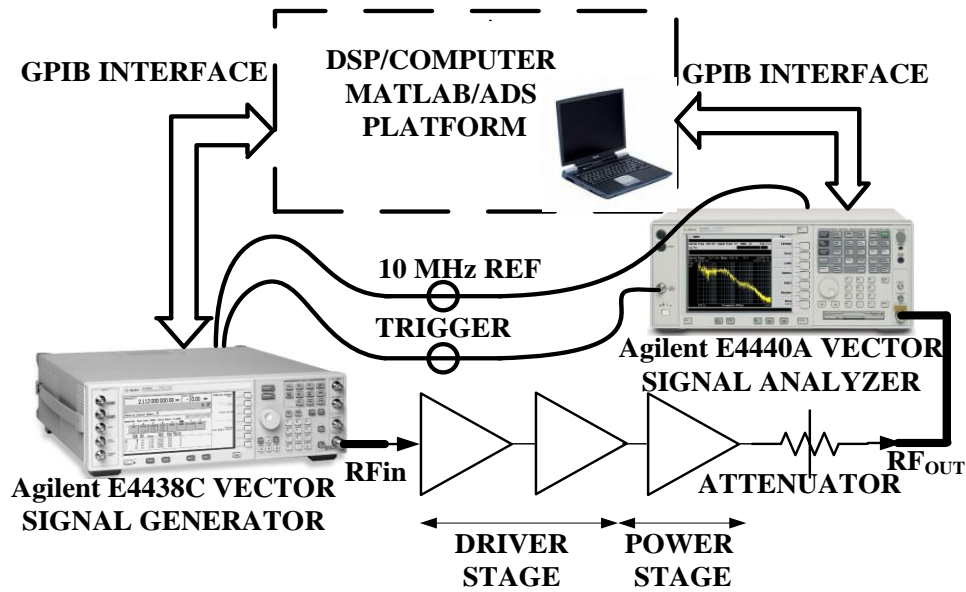 GPIB INTERFACE
DSP/COMPUTER
MATLAB/ADS
PLATFORM
GPIB INTERFACE
10 MHz REF
TRIGGER
Agilent E4440A VECTOR
SIGNAL ANALYZER
RFin
RFOUT
ATTENUATOR
Agilent E4438C VECTOR
SIGNAL GENERATOR
DRIVER
STAGE
POWER
STAGE